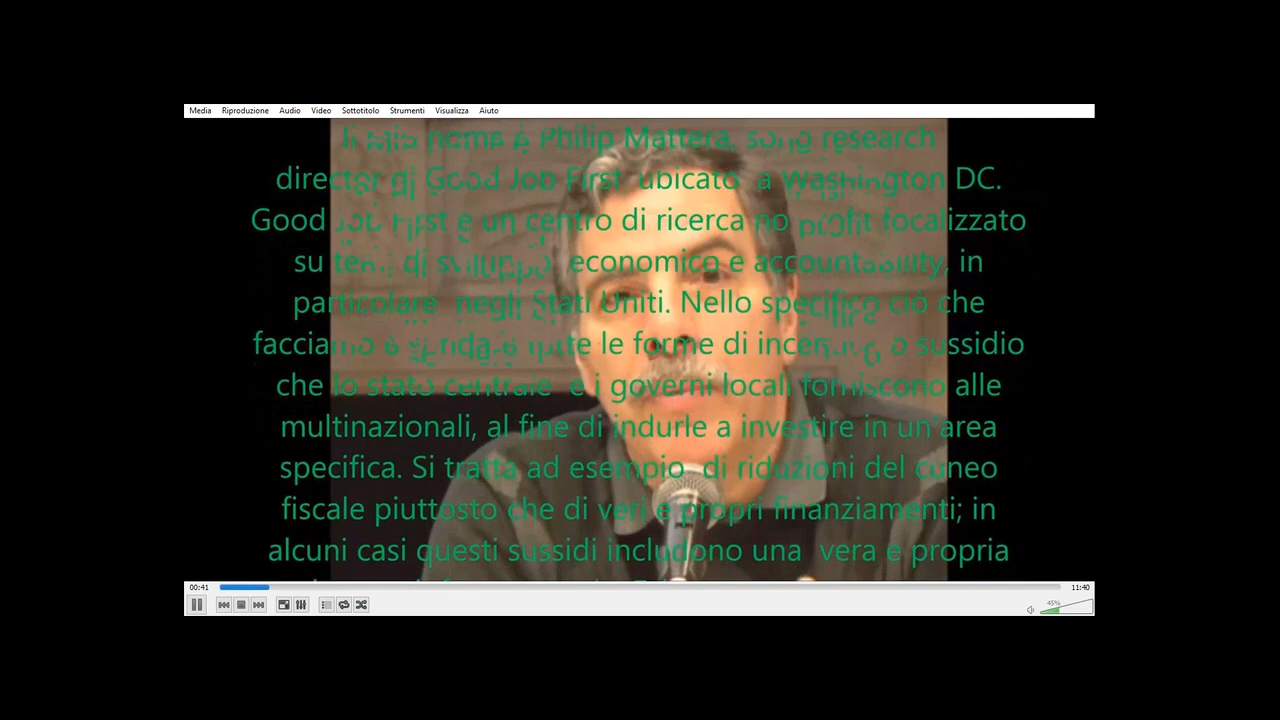 Media Riproduzione Audio Video Sottotitolo Strumenti Visualizza Aiuto
nome è Philip Mattera, sono research
director di Good Job First ubicato a Washington DC.
Good Job First è un centro di ricerca no profit focalizzato
su temi di sviluppo economico e accountability, in
particolare negli Stati Uniti. Nello specifico ciò che
facciamo è tutte le forme di incentivo o sussidio
che lo stato centrale e i governi locali forniscono alle
multinazionali, al fine di indurle a investire in un'area
specifica. Si tratta ad esempio di riduzioni del cuneo
fiscale piuttosto che di veri e propri finanziamenti; in
alcuni casi questi sussidi includono una vera e propria
00:41 11:40
45%